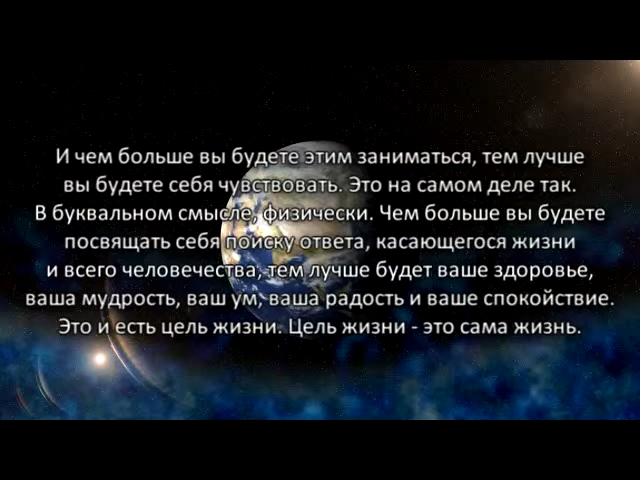 И чем больше вы будете этим заниматься, тем лучше
вы будете себя чувствовать. Это на самом деле так.
В буквальном смысле, физически. Чем больше вы будете
посвящать себя поиску ответа, касающегося жизни
и всего человечества, тем лучше будет ваше здоровье,
ваша мудрость, ваш ум, ваша радость и ваше спокойствие.
Это и есть цель жизни. Цель жизни - это сама жизнь.